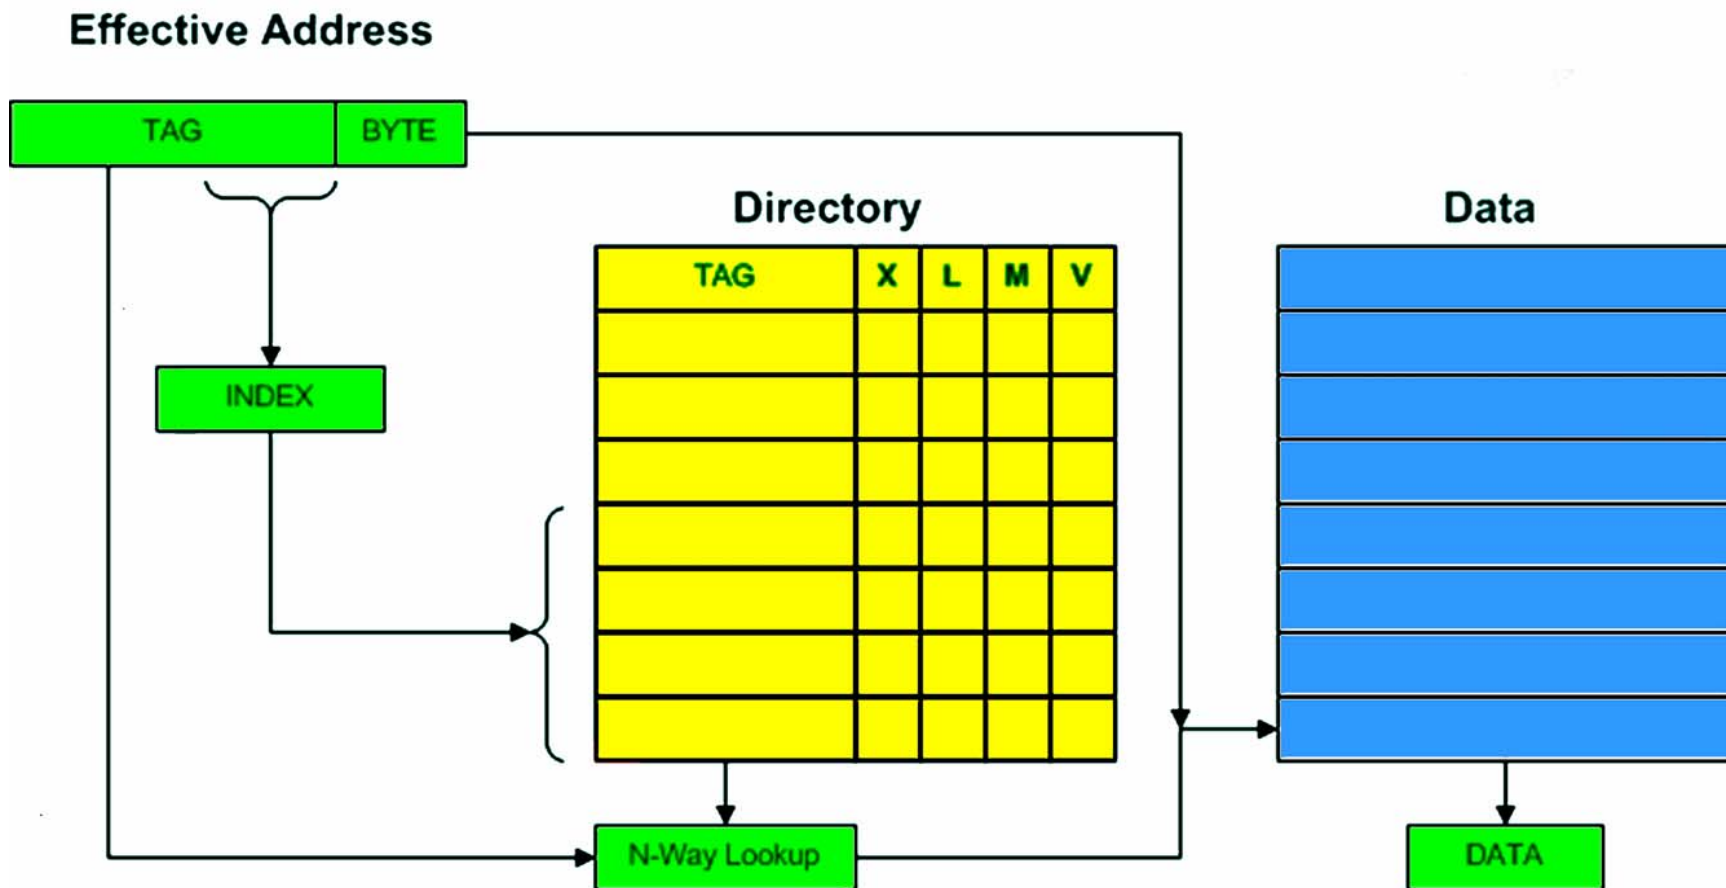 Effective Address
TAG BYTE
Directory
Data
TAG X L M V
INDEX
N-Way Lookup
DATA